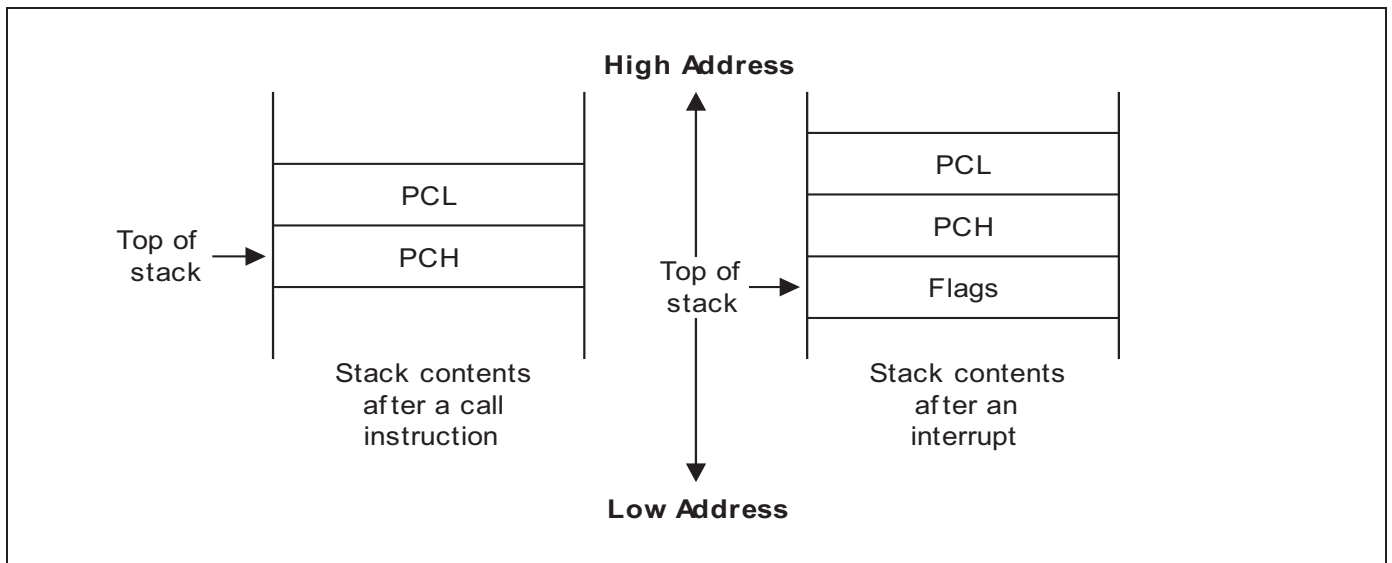 High Address
PCL
PCH
Top of
stack
Stack contents
after a call
instruction
Top of
stack
PCL
PCH
Flags
Stack contents
after an
interrupt
Low Address